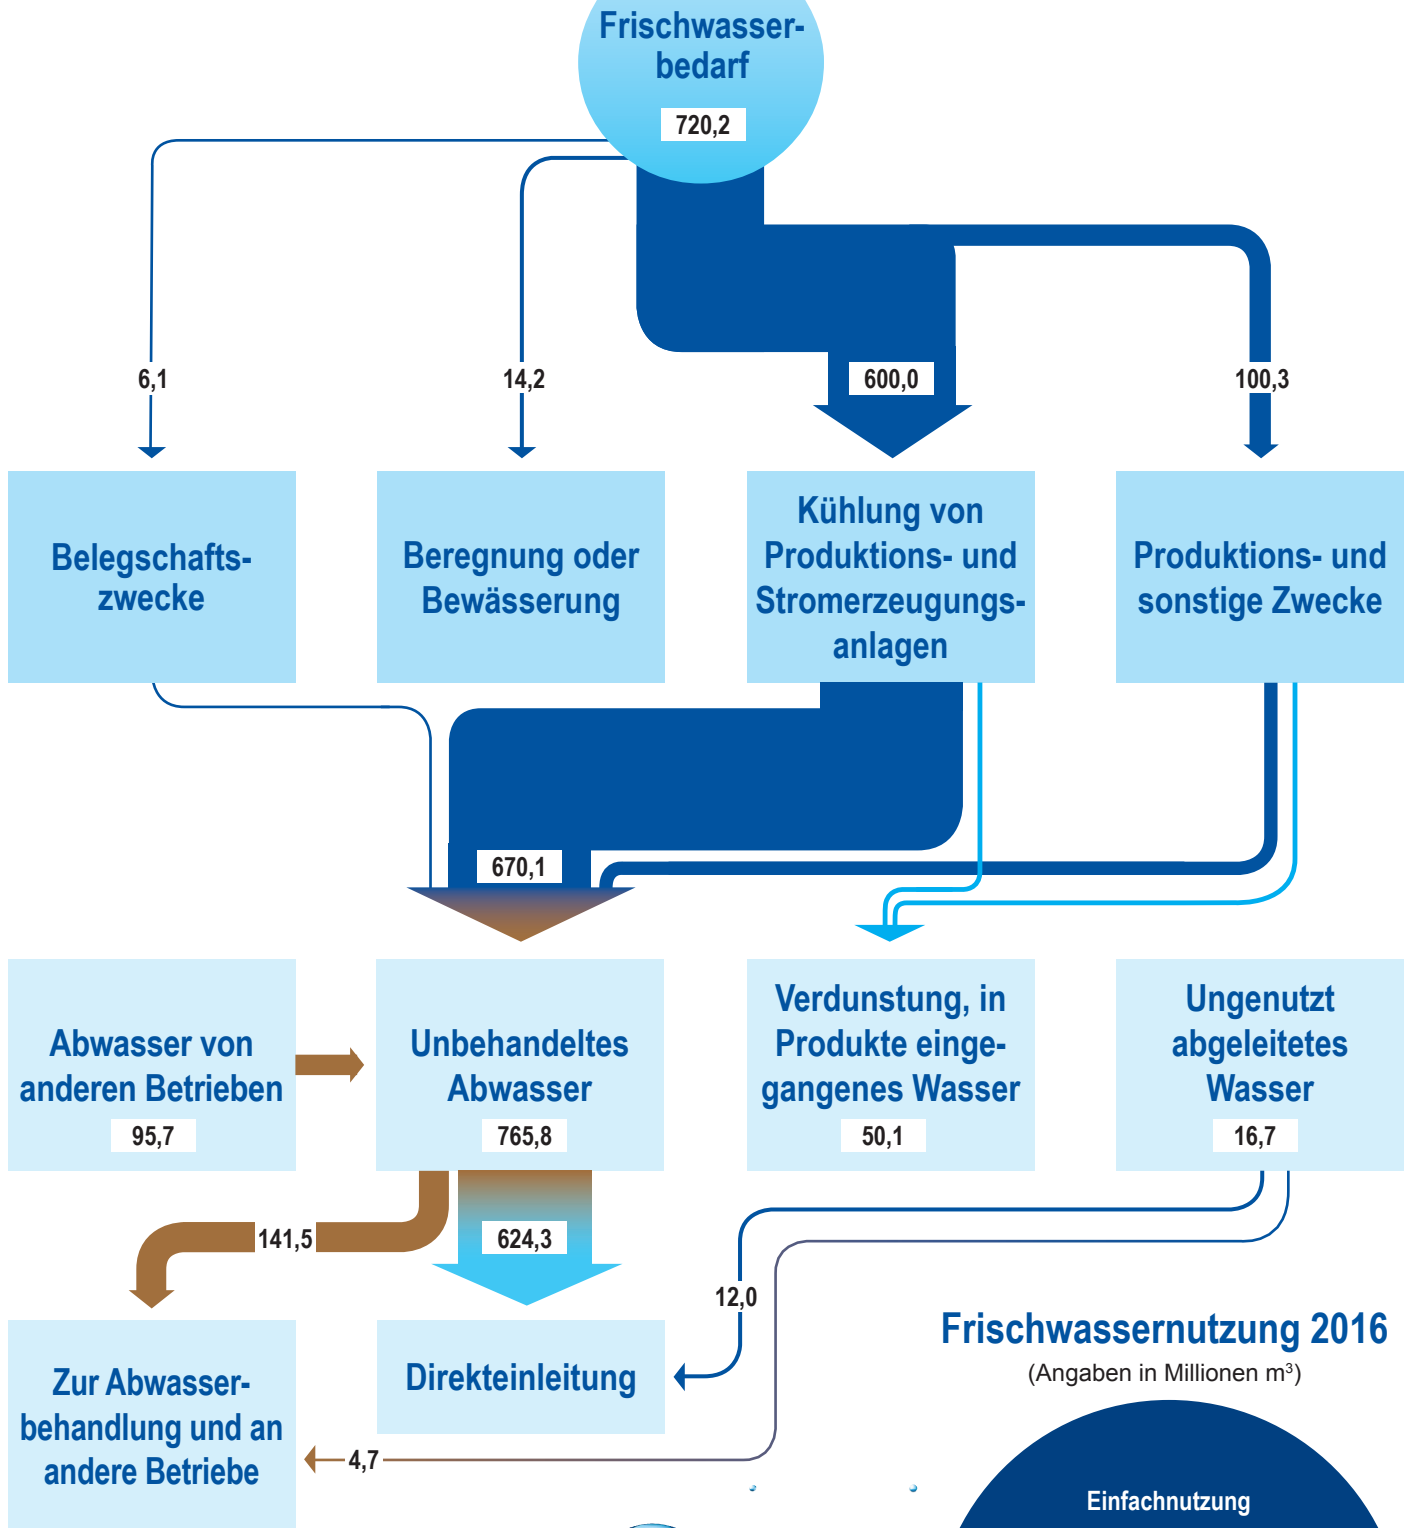 Frischwasser-
bedarf
720,2
6,1
14,2
600,0
100,3
Belegschafts-
zwecke
Beregnung oder
Bewässerung
Kühlung von
Produktions- und
Stromerzeugungs-
anlagen
Produktions- und
sonstige Zwecke
670,1
Abwasser von
anderen Betrieben
95,7
Unbehandeltes
Abwasser
765,8
Verdunstung, in
Produkte einge-
gangenes Wasser
50,1
Ungenutzt
abgeleitetes
Wasser
16,7
141,5
624,3
12,0
Zur Abwasser-
behandlung und an
andere Betriebe
Direkteinleitung
4,7
Frischwassernutzung 2016
(Angaben in Millionen m³)
Einfachnutzung